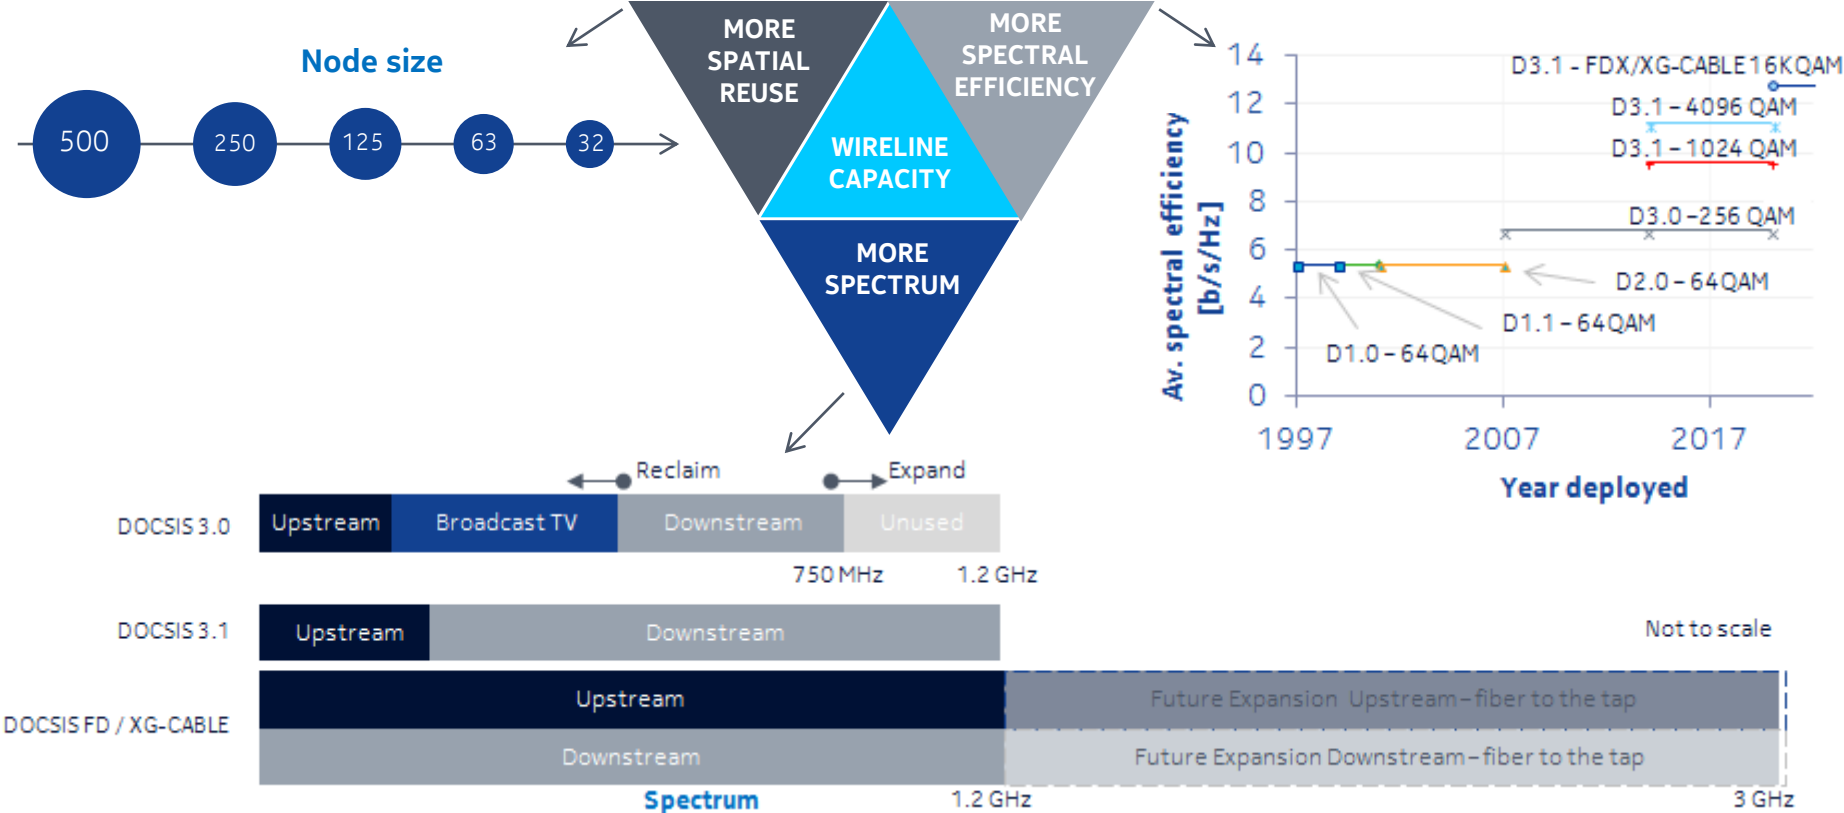 Node size
500
250
125
63
32
MORE
SPATIAL
REUSE
MORE
SPECTRAL
EFFICIENCY
WIRELINE
CAPACITY
MORE
SPECTRUM
Av. spectral efficiency
[b/s/Hz]
14
12
10
8
6
4
2
0
D3.1 - FDX/XG-CABLE16KQAM
D3.1 – 4096 QAM
D3.1 – 1024 QAM
D3.0 –256 QAM
D2.0 – 64QAM
D1.1 – 64QAM
D1.0 – 64QAM
1997
2007
2017
Year deployed
Reclaim
Expand
DOCSIS 3.0
Upstream
Broadcast TV
Downstream
Unused
750 MHz
1.2 GHz
DOCSIS 3.1
Upstream
Downstream
Not to scale
DOCSIS FD / XG-CABLE
Upstream
Future Expansion Upstream–fiber to the tap
Downstream
Future Expansion Downstream–fiber to the tap
Spectrum
1.2 GHz
3 GHz